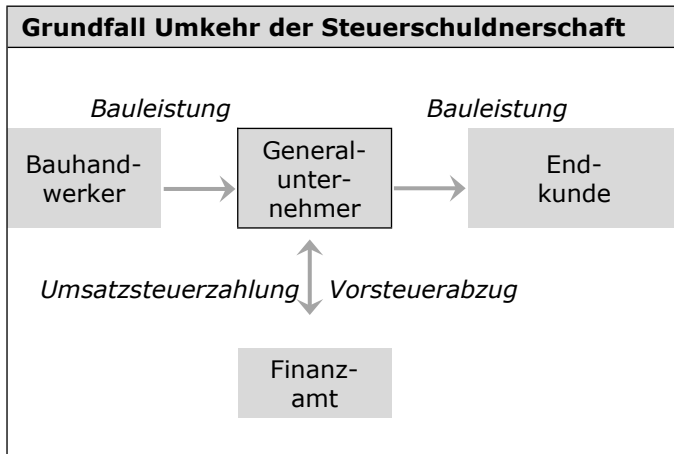 Grundfall Umkehr der Steuerschuldnerschaft
Bauleistung
Bauleistung
Bauhand-
werker
General-
unter-
nehmer
End-
kunde
Umsatzsteuerzahlung
Vorsteuerabzug
Finanz-
amt